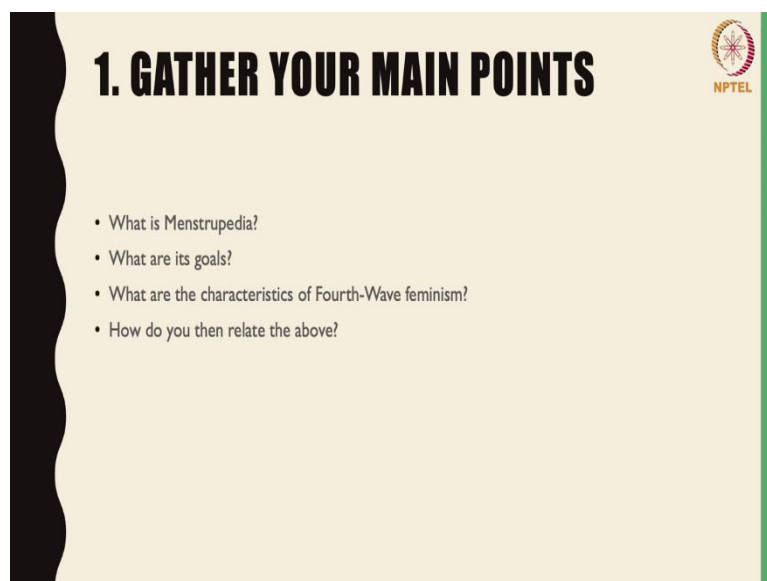 1. GATHER YOUR MAIN POINTS
NPTEL
• What is Menstrupedia?
• What are its goals?
• What are the characteristics of Fourth-Wave feminism?
• How do you then relate the above?